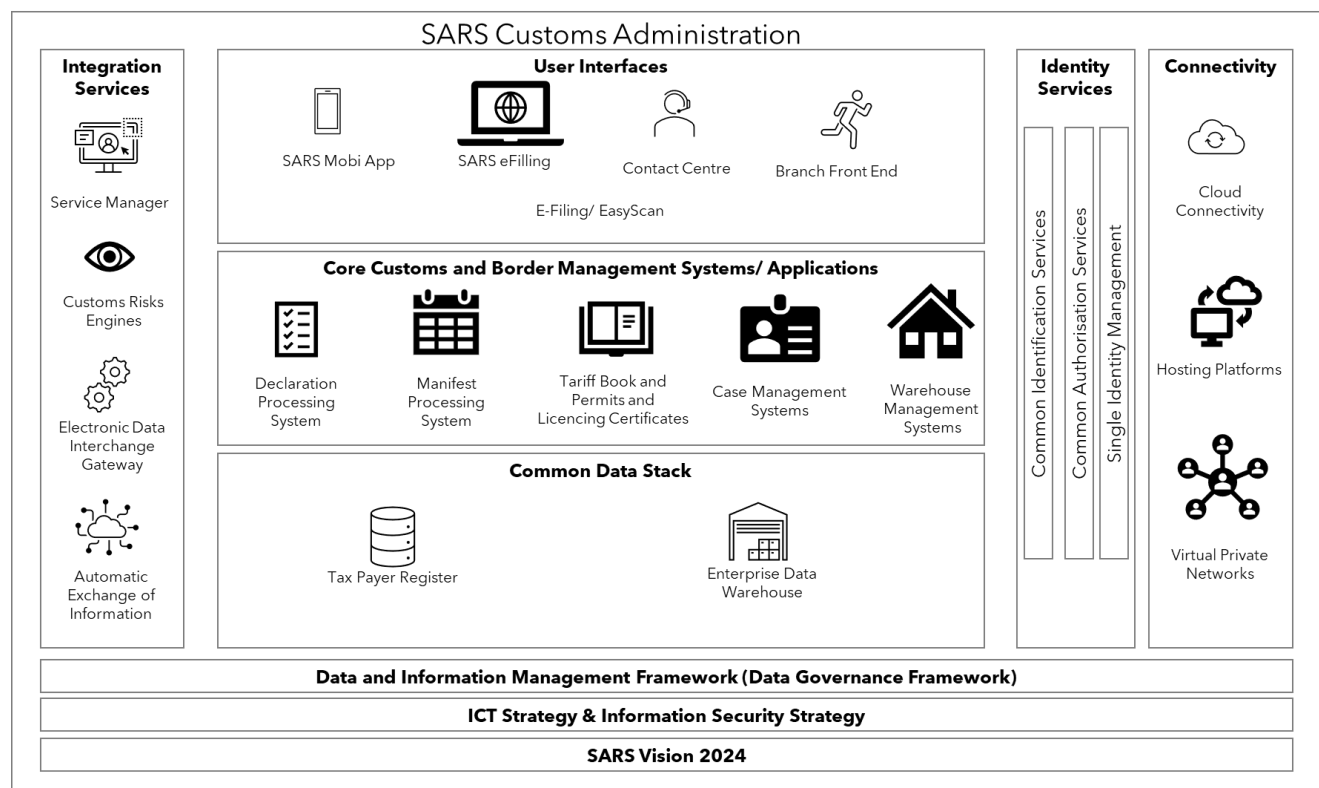 SARS Customs Administration
Integration
Services
Service Manager
Customs Risks
Engines
Electronic Data
Interchange
Gateway
Automatic
Exchange of
Information
User Interfaces
SARS Mobi App
SARS eFilling
Contact Centre
Branch Front End
E-Filing/ EasyScan
Core Customs and Border Management Systems/ Applications
Declaration
Processing
System
Manifest
Processing
System
Tariff Book and
Permits and
Licencing Certificates
Case Management
Systems
Warehouse
Management
Systems
Common Data Stack
Tax Payer Register
Enterprise Data
Warehouse
Identity
Services
Common Identification Services
Common Authorisation Services
Single Identity Management
Connectivity
Cloud
Connectivity
Hosting Platforms
Virtual Private
Networks
Data and Information Management Framework (Data Governance Framework)
ICT Strategy & Information Security Strategy
SARS Vision 2024